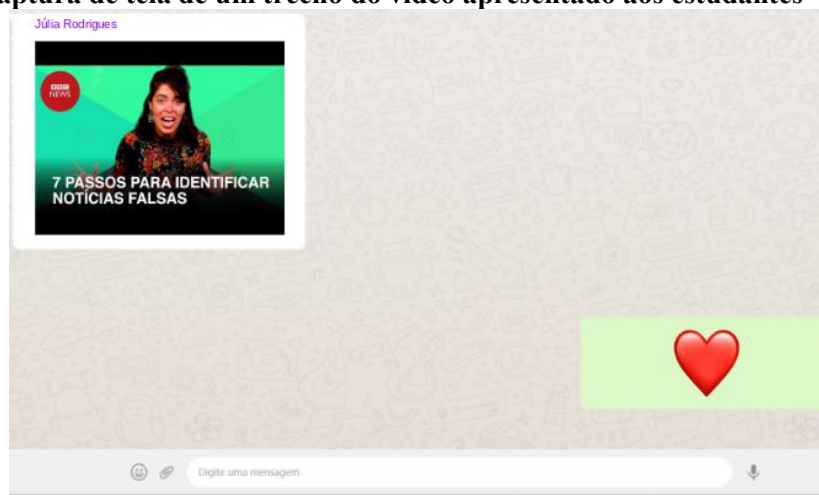 aptura de tela de um trecho do vídeo apresentado aos estudantes
Júlia Rodrigues
BBC
NEWS
7 PASSOS PARA IDENTIFICAR
NOTÍCIAS FALSAS
Digite uma mensagem